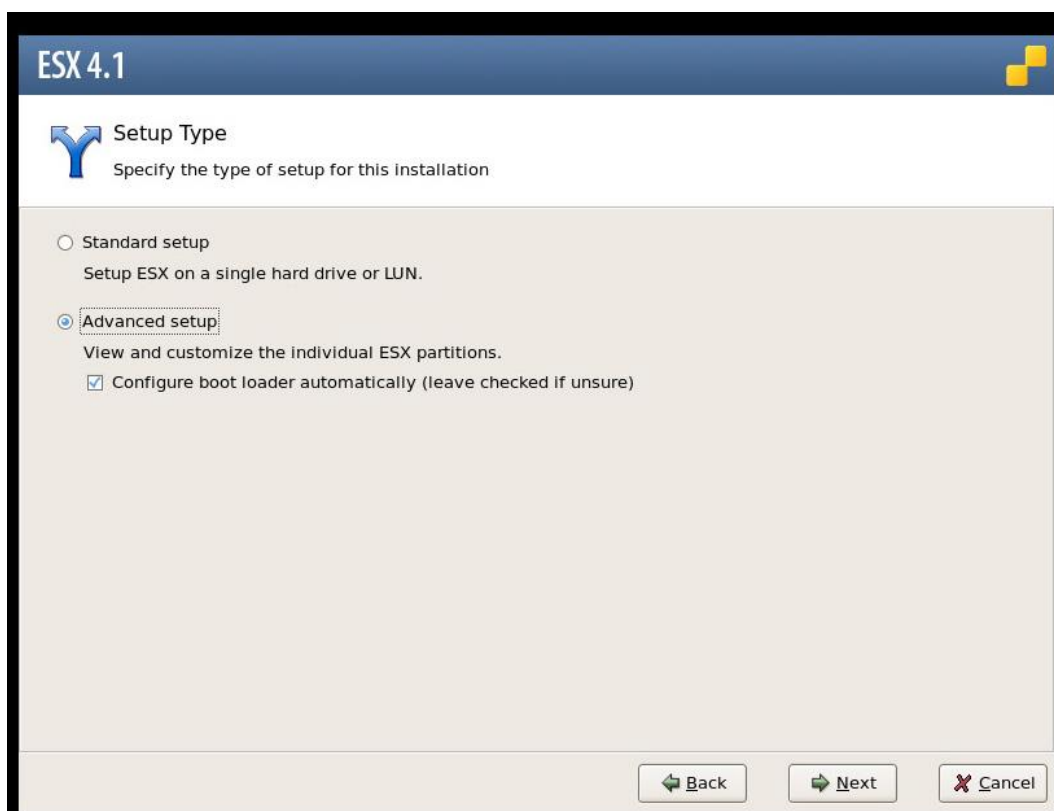 ESX 4.1
Setup Type
Specify the type of setup for this installation
Standard setup
Setup ESX on a single hard drive or LUN.
Advanced setup
View and customize the individual ESX partitions.
Configure boot loader automatically (leave checked if unsure)
Back
Next
Cancel